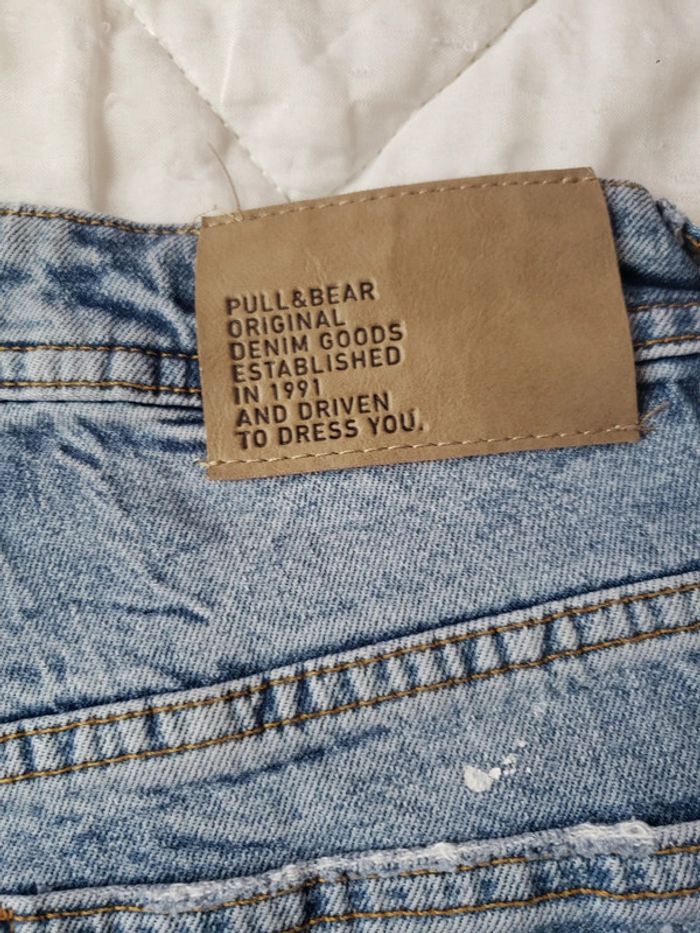 PULL&BEAR
ORIGINAL
DENIM GOODS
ESTABLISHED
IN 1991
AND DRIVEN
TO DRESS YOU.